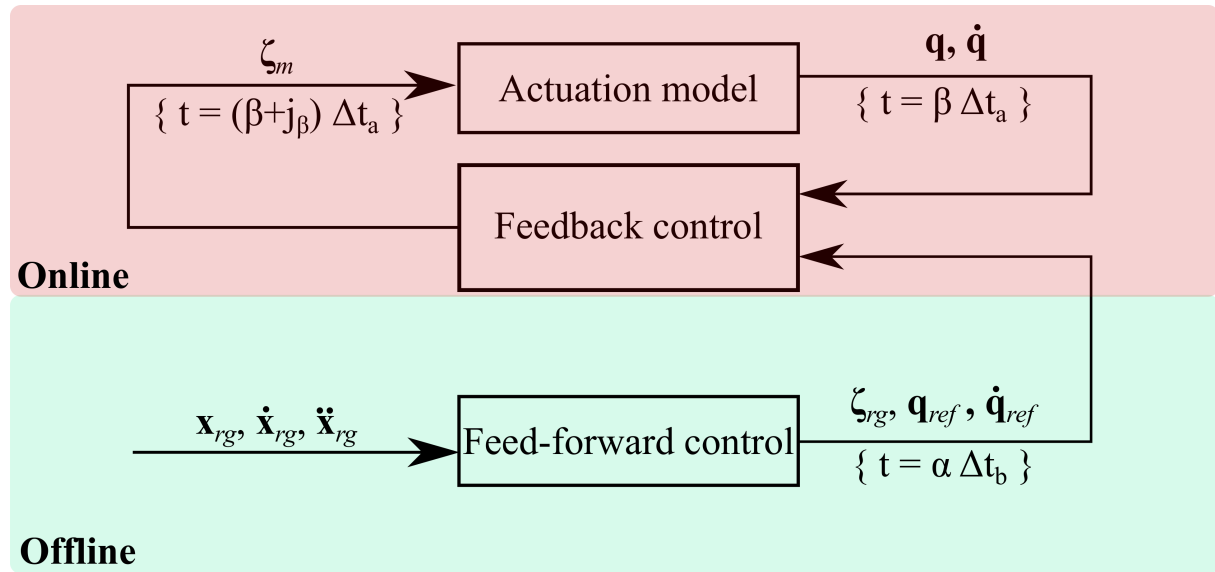 ζm
{ t = (β+jβ) Δta }
Actuation model
q, q̇
{ t = β Δta }
Feedback control
Online
xrg, ẋrg, ẍrg
Feed-forward control
ζrg, qref , q̇ref
{ t = α Δtb }
Offline